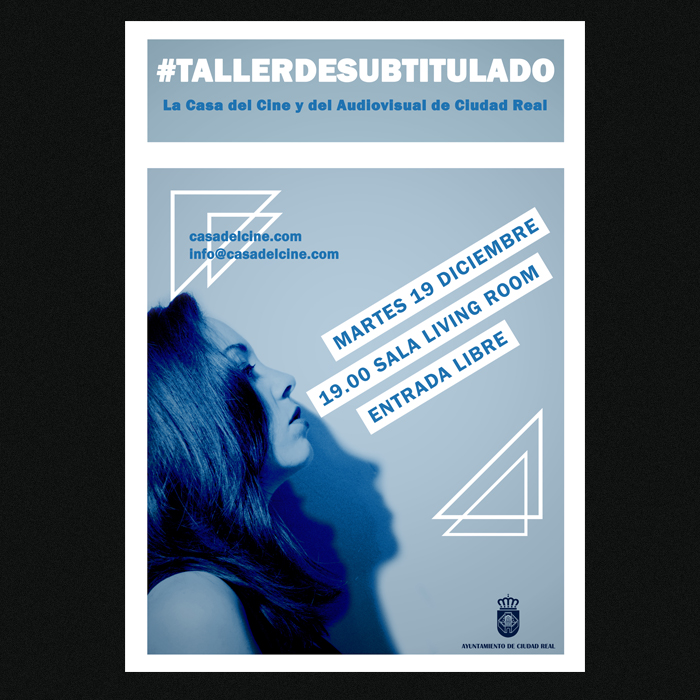 #TALLERDESUBTITULADO
La Casa del Cine y del Audiovisual de Ciudad Real
casadelcine.com
info@casadelcine.com
MARTES 19 DICIEMBRE
19.00 SALA LIVING ROOM
ENTRADA LIBRE
AYUNTAMIENTO DE CIUDAD REAL